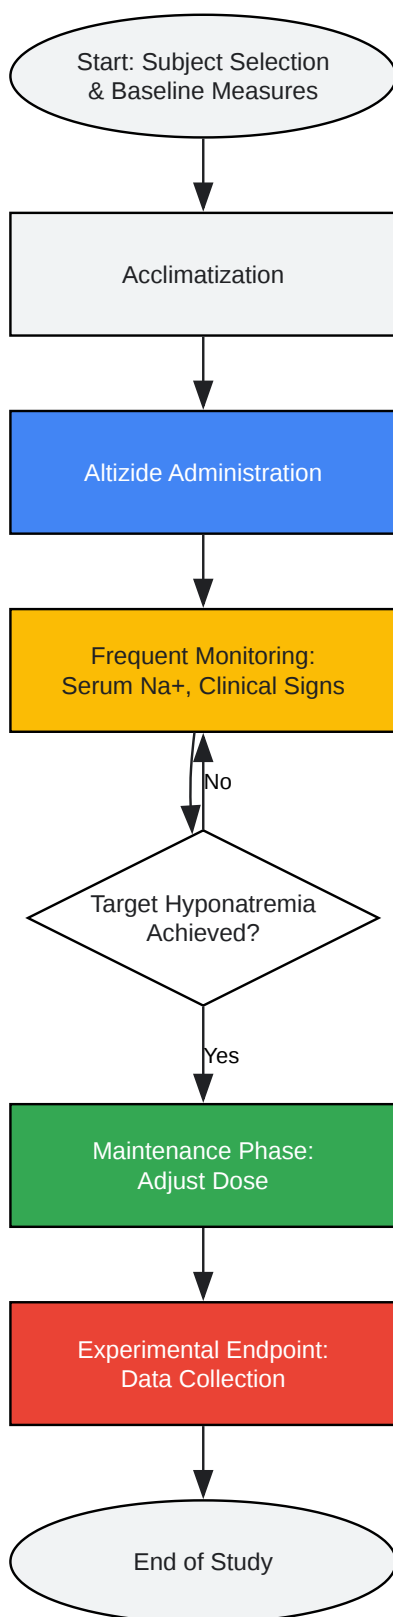 Start: Subject Selection
& Baseline Measures
Acclimatization
Altizide Administration
Frequent Monitoring:
Serum Na+, Clinical Signs
No
Target Hyponatremia
Achieved?
Yes
Maintenance Phase:
Adjust Dose
Experimental Endpoint:
Data Collection
End of Study